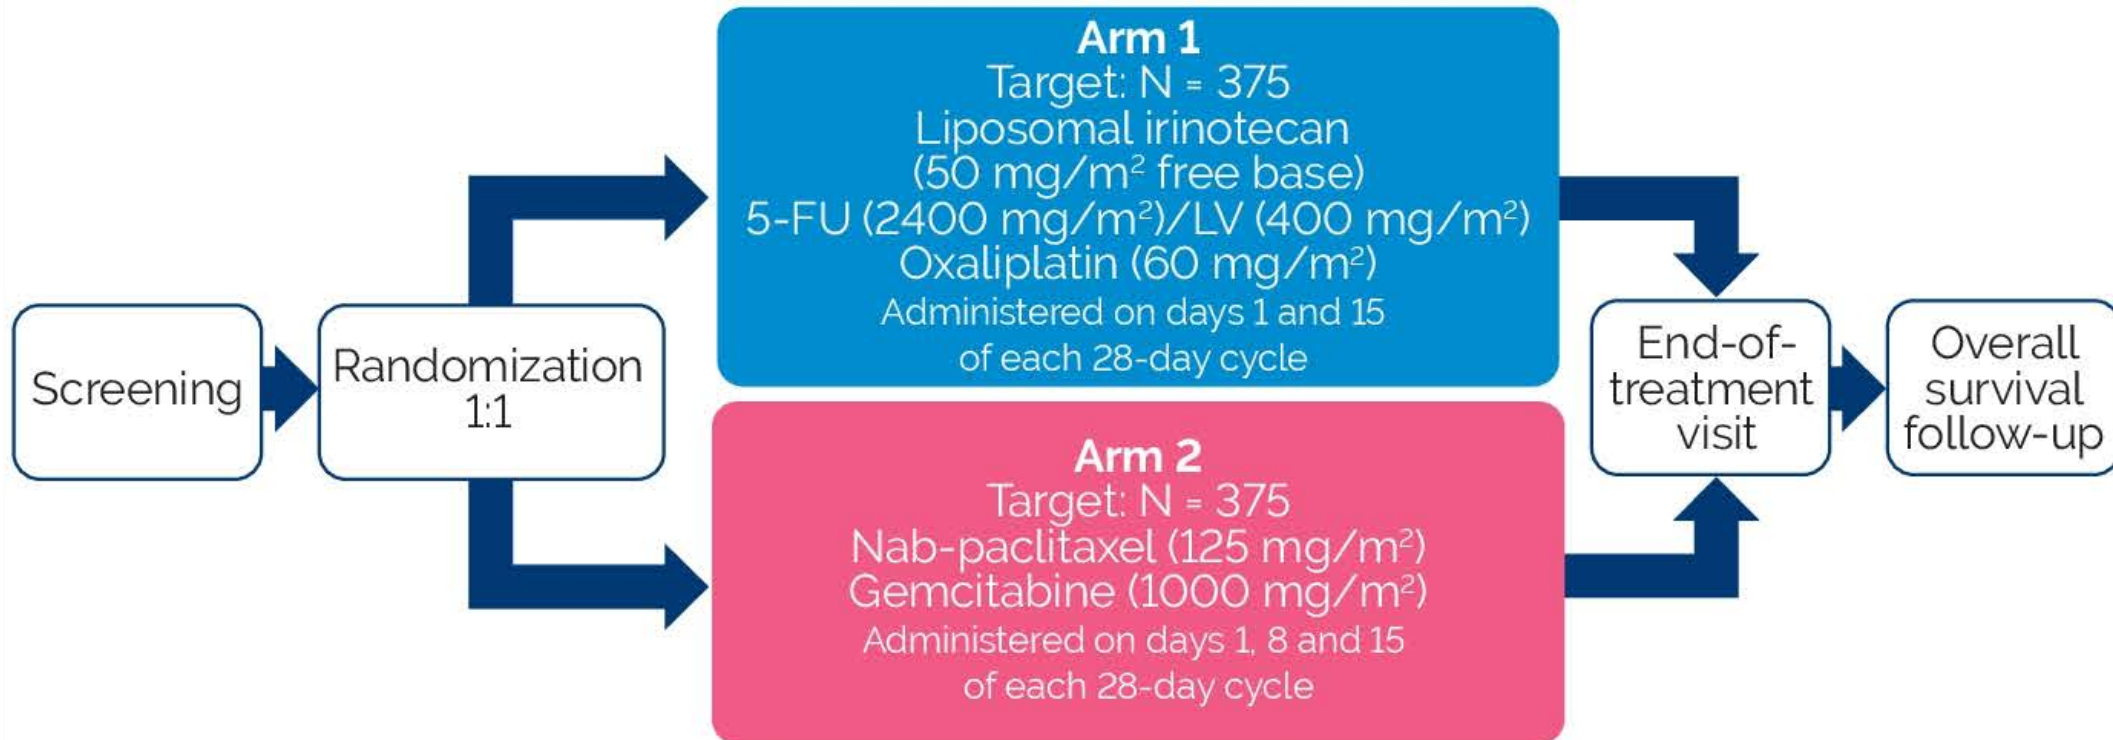 Screening
Randomization
1:1
Arm 1
Target: N = 375
Liposomal irinotecan
(50 mg/m² free base)
5-FU (2400 mg/m²)/LV (400 mg/m²)
Oxaliplatin (60 mg/m²)
Administered on days 1 and 15
of each 28-day cycle
Arm 2
Target: N = 375
Nab-paclitaxel (125 mg/m²)
Gemcitabine (1000 mg/m²)
Administered on days 1, 8 and 15
of each 28-day cycle
End-of-
treatment
visit
Overall
survival
follow-up